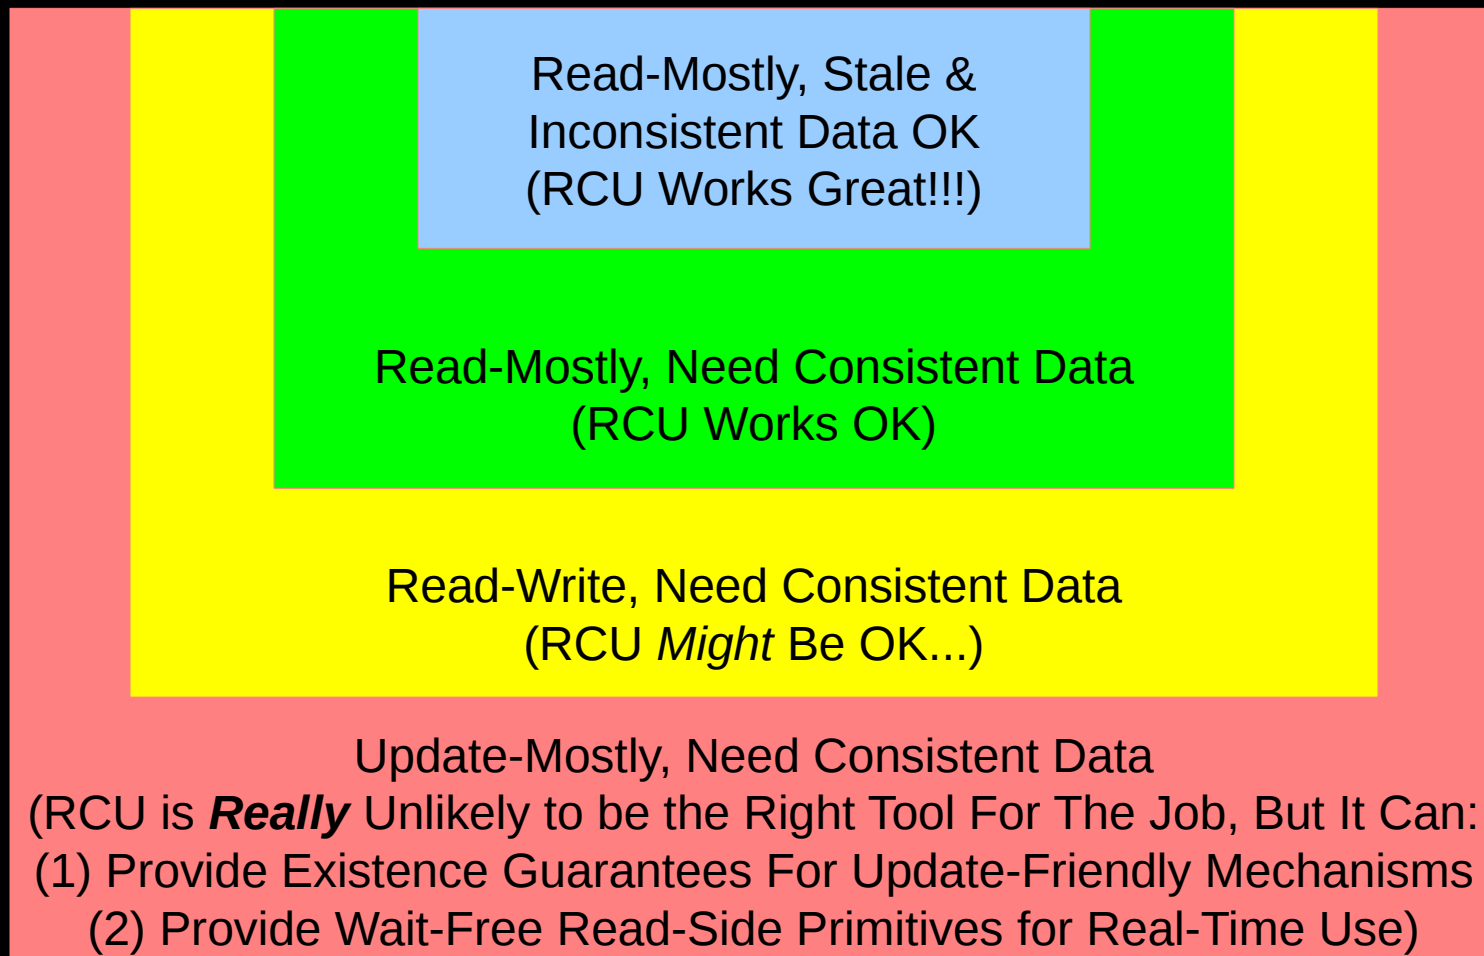 Read-Mostly, Stale &
Inconsistent Data OK
(RCU Works Great!!!)
Read-Mostly, Need Consistent Data
(RCU Works OK)
Read-Write, Need Consistent Data
(RCU Might Be OK...)
Update-Mostly, Need Consistent Data
(RCU is Really Unlikely to be the Right Tool For The Job, But It Can:
(1) Provide Existence Guarantees For Update-Friendly Mechanisms
(2) Provide Wait-Free Read-Side Primitives for Real-Time Use)